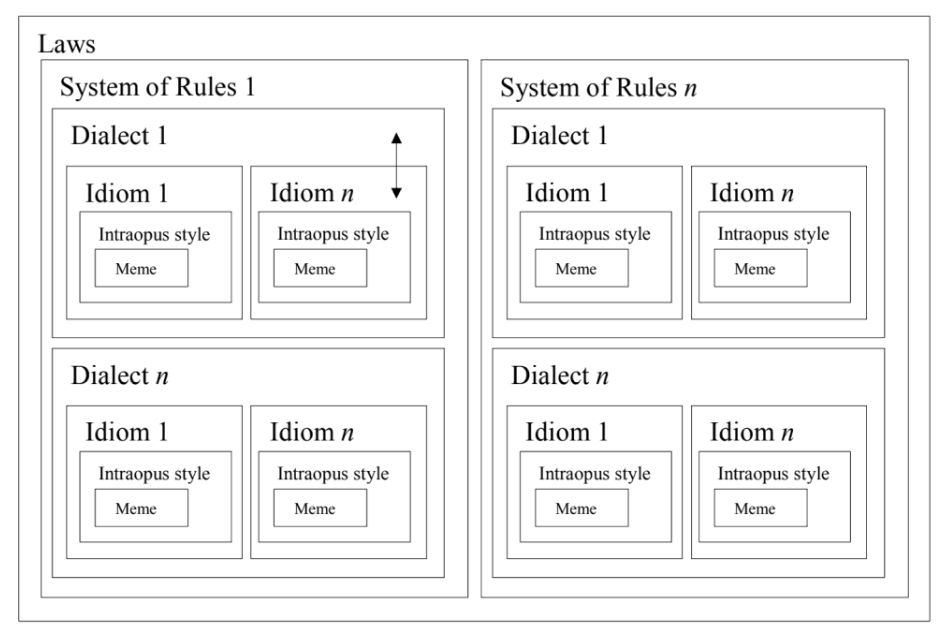 Laws
System of Rules 1
Dialect 1
Idiom 1
Intraopus style
Meme
Idiom n
Intraopus style
Meme
Dialect n
Idiom 1
Intraopus style
Meme
Idiom n
Intraopus style
Meme
System of Rules n
Dialect 1
Idiom 1
Intraopus style
Meme
Idiom n
Intraopus style
Meme
Dialect n
Idiom 1
Intraopus style
Meme
Idiom n
Intraopus style
Meme